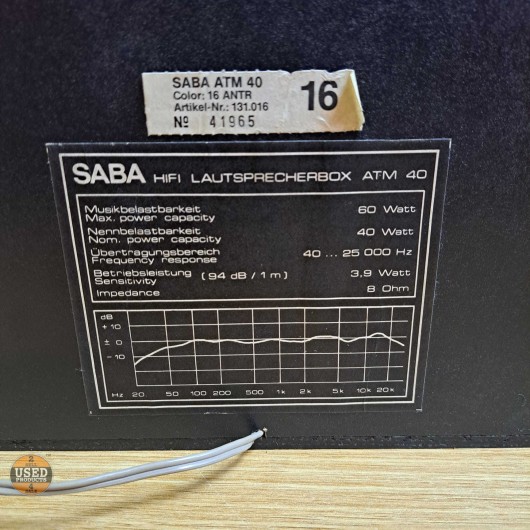 SABA ATM 40
Color: 16 ANTR
Artikel-Nr.: 131.016
16
№ 41965
SABA HIFI LAUTSPRECHERBOX ATM 40
Musikbelastbarkeit
Max. power capacity 60 Watt
Nennbelastbarkeit
Nom. power capacity 40 Watt
Übertragungsbereich
Frequency response 40 ... 25 000 Hz
Betriebsleistung (94 dB / 1 m) 3,9 Watt
Sensitivity
Impedance 8 Ohm
dB
+ 10
± 0
- 10
Hz 20 50 100 200 500 1k 2k 5k 10k 20k
USED
PRODUCTS